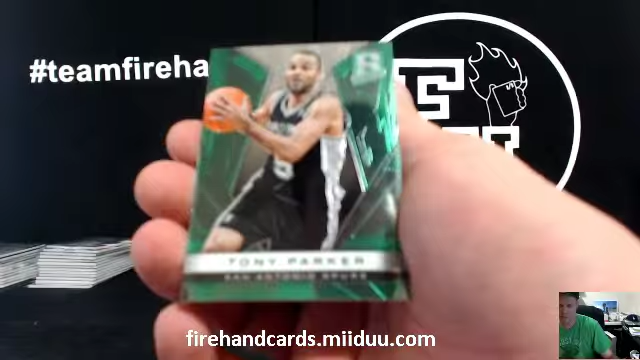 #teamfireha
F
TONY PARKER
SAN ANTONIO SPURS
firehandcards.miiduu.com